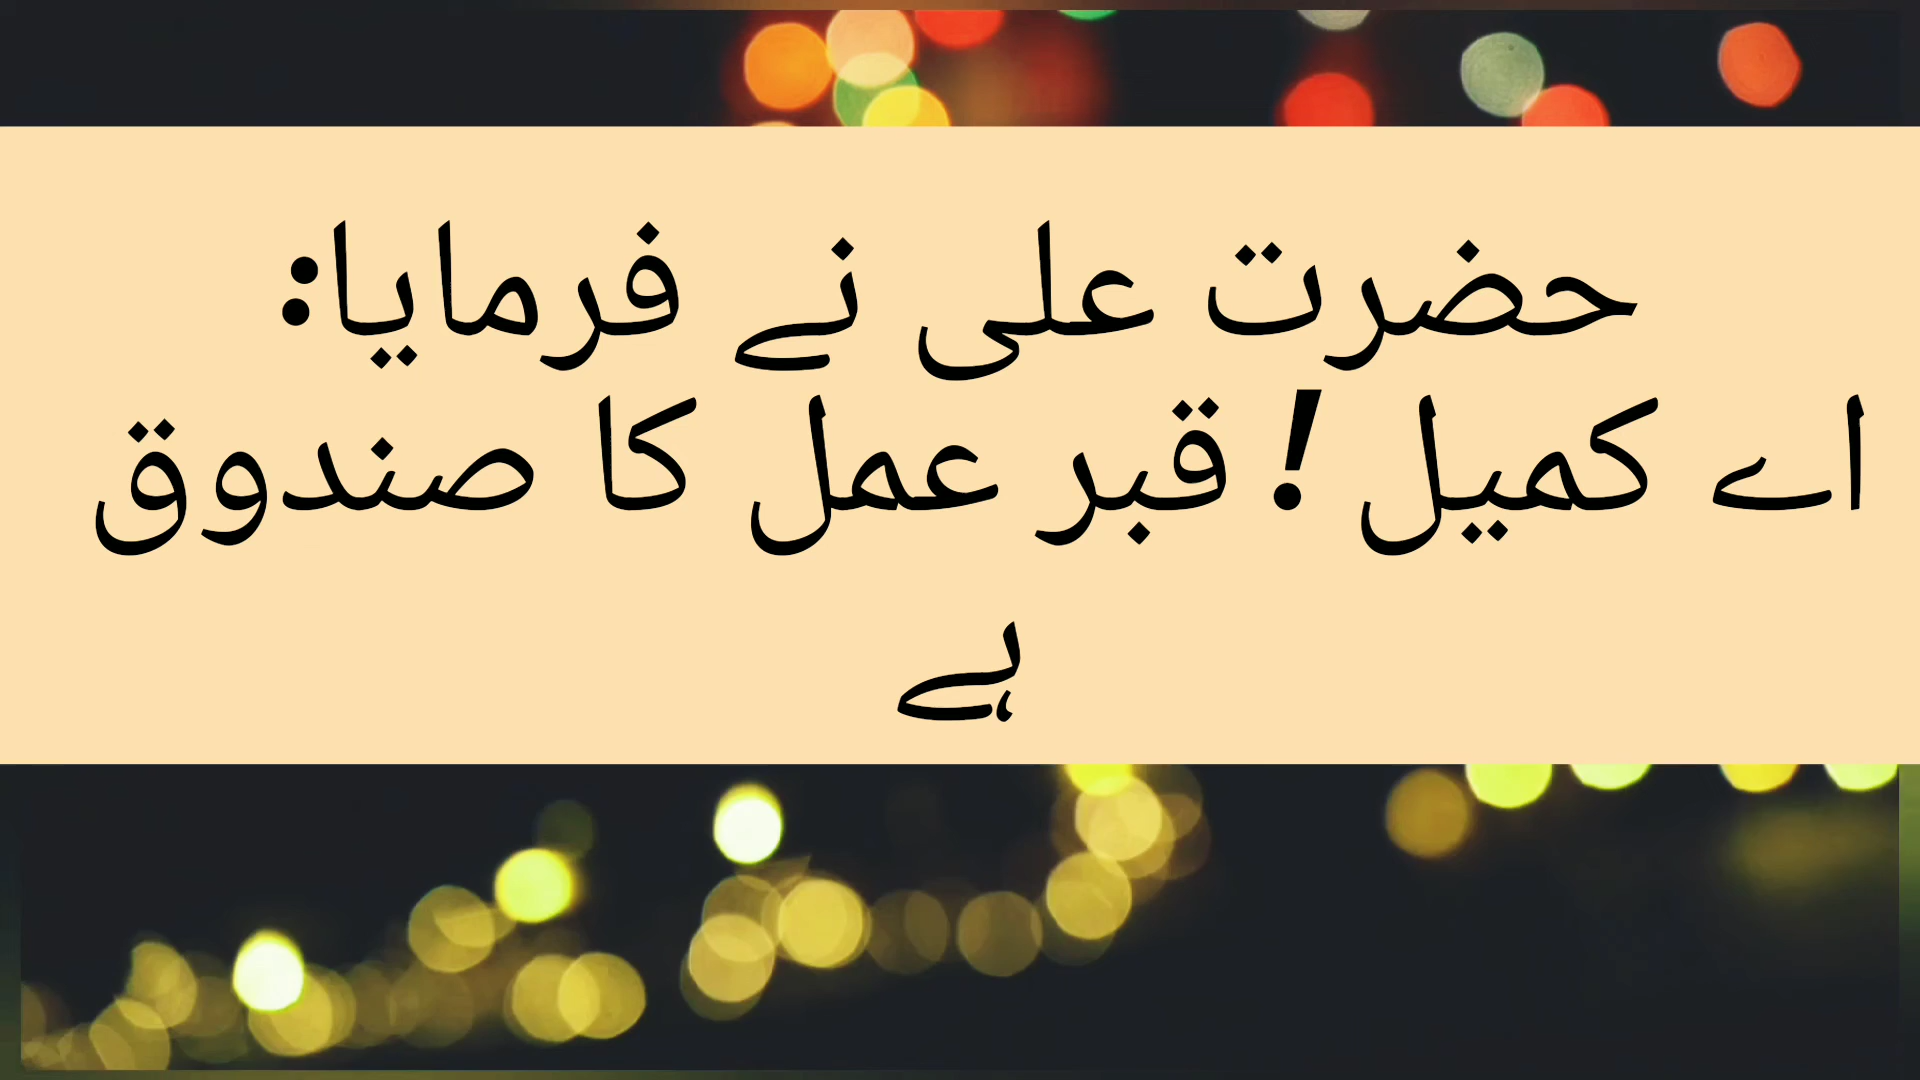 حضرت علی نے فرمایا:
اے کمیل ! قبر عمل کا صندوق
ہے